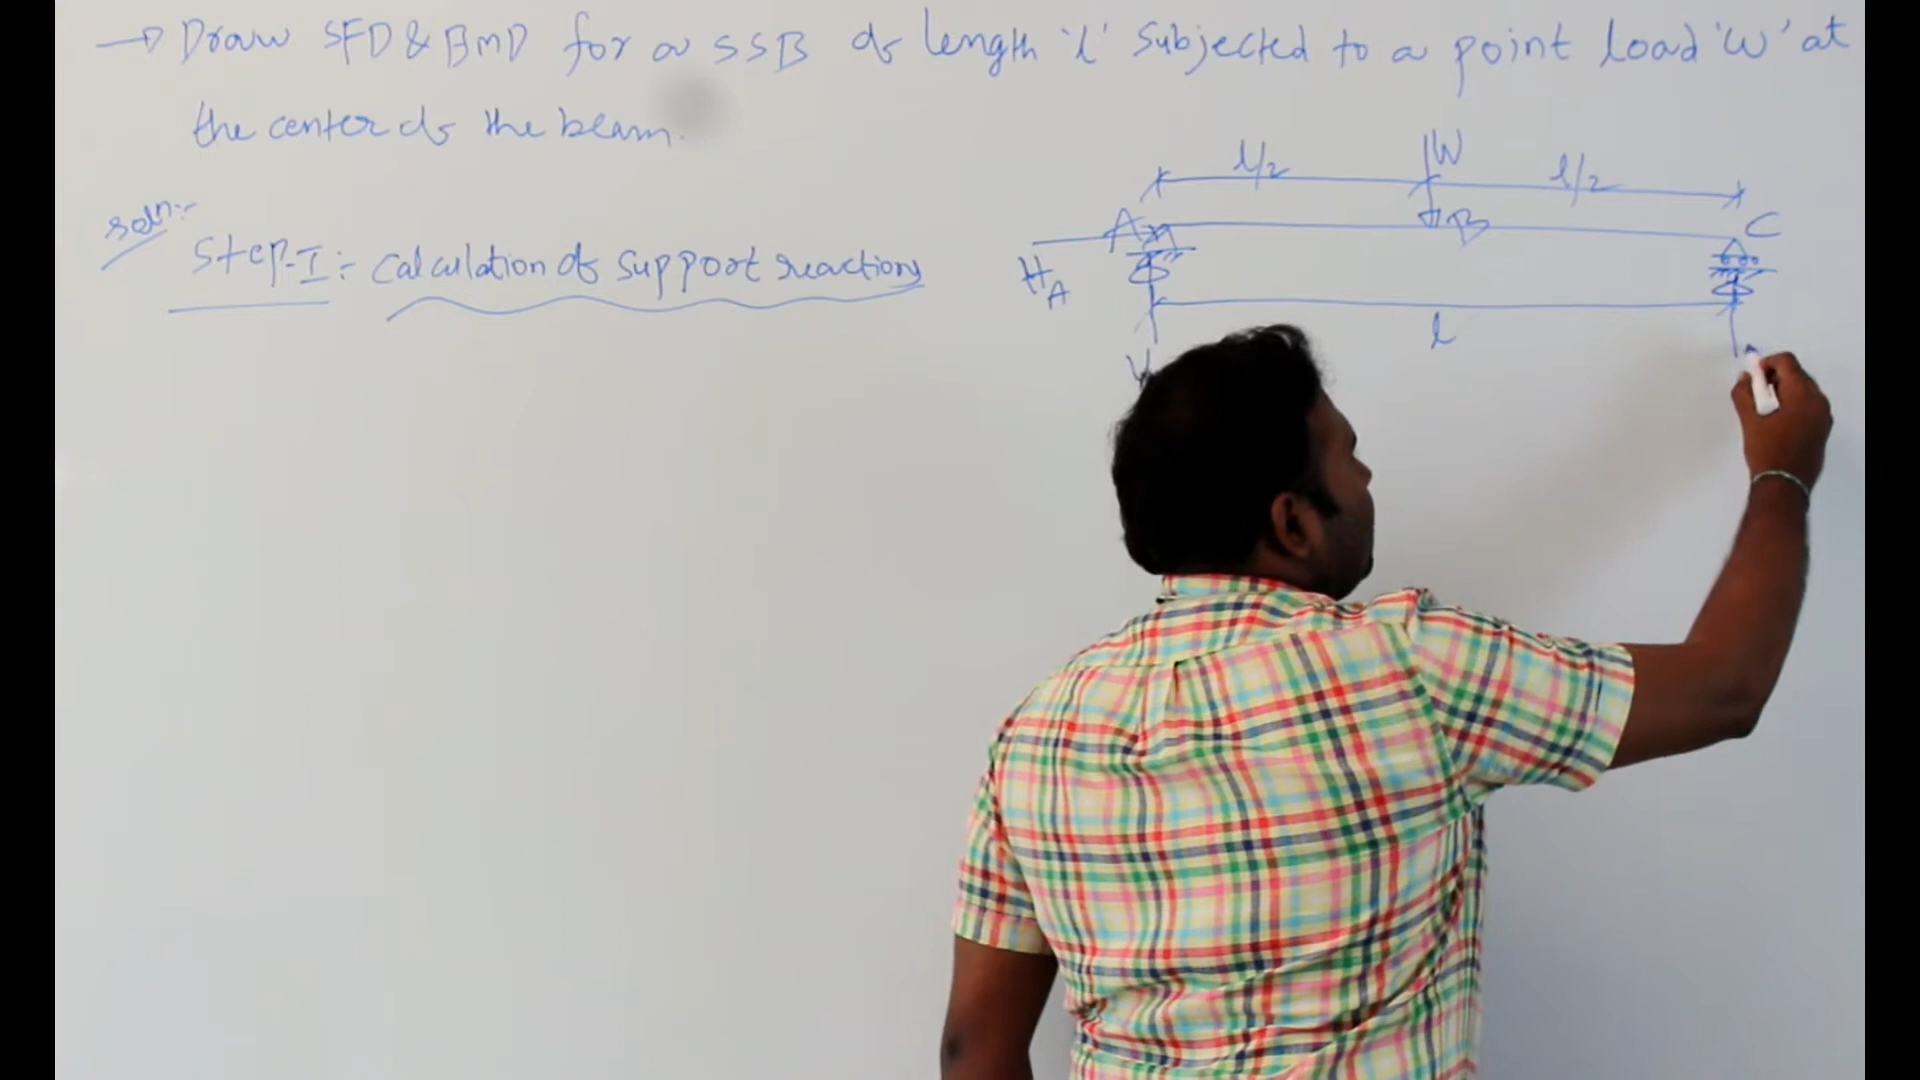 → Draw SFD & BMD for a SSB of length 'l' subjected to a point load 'W' at
the center of the beam.
Soln:-
Step-I:- Calculation of support reactions
l/2 W l/2
A B C
H_A
l
V